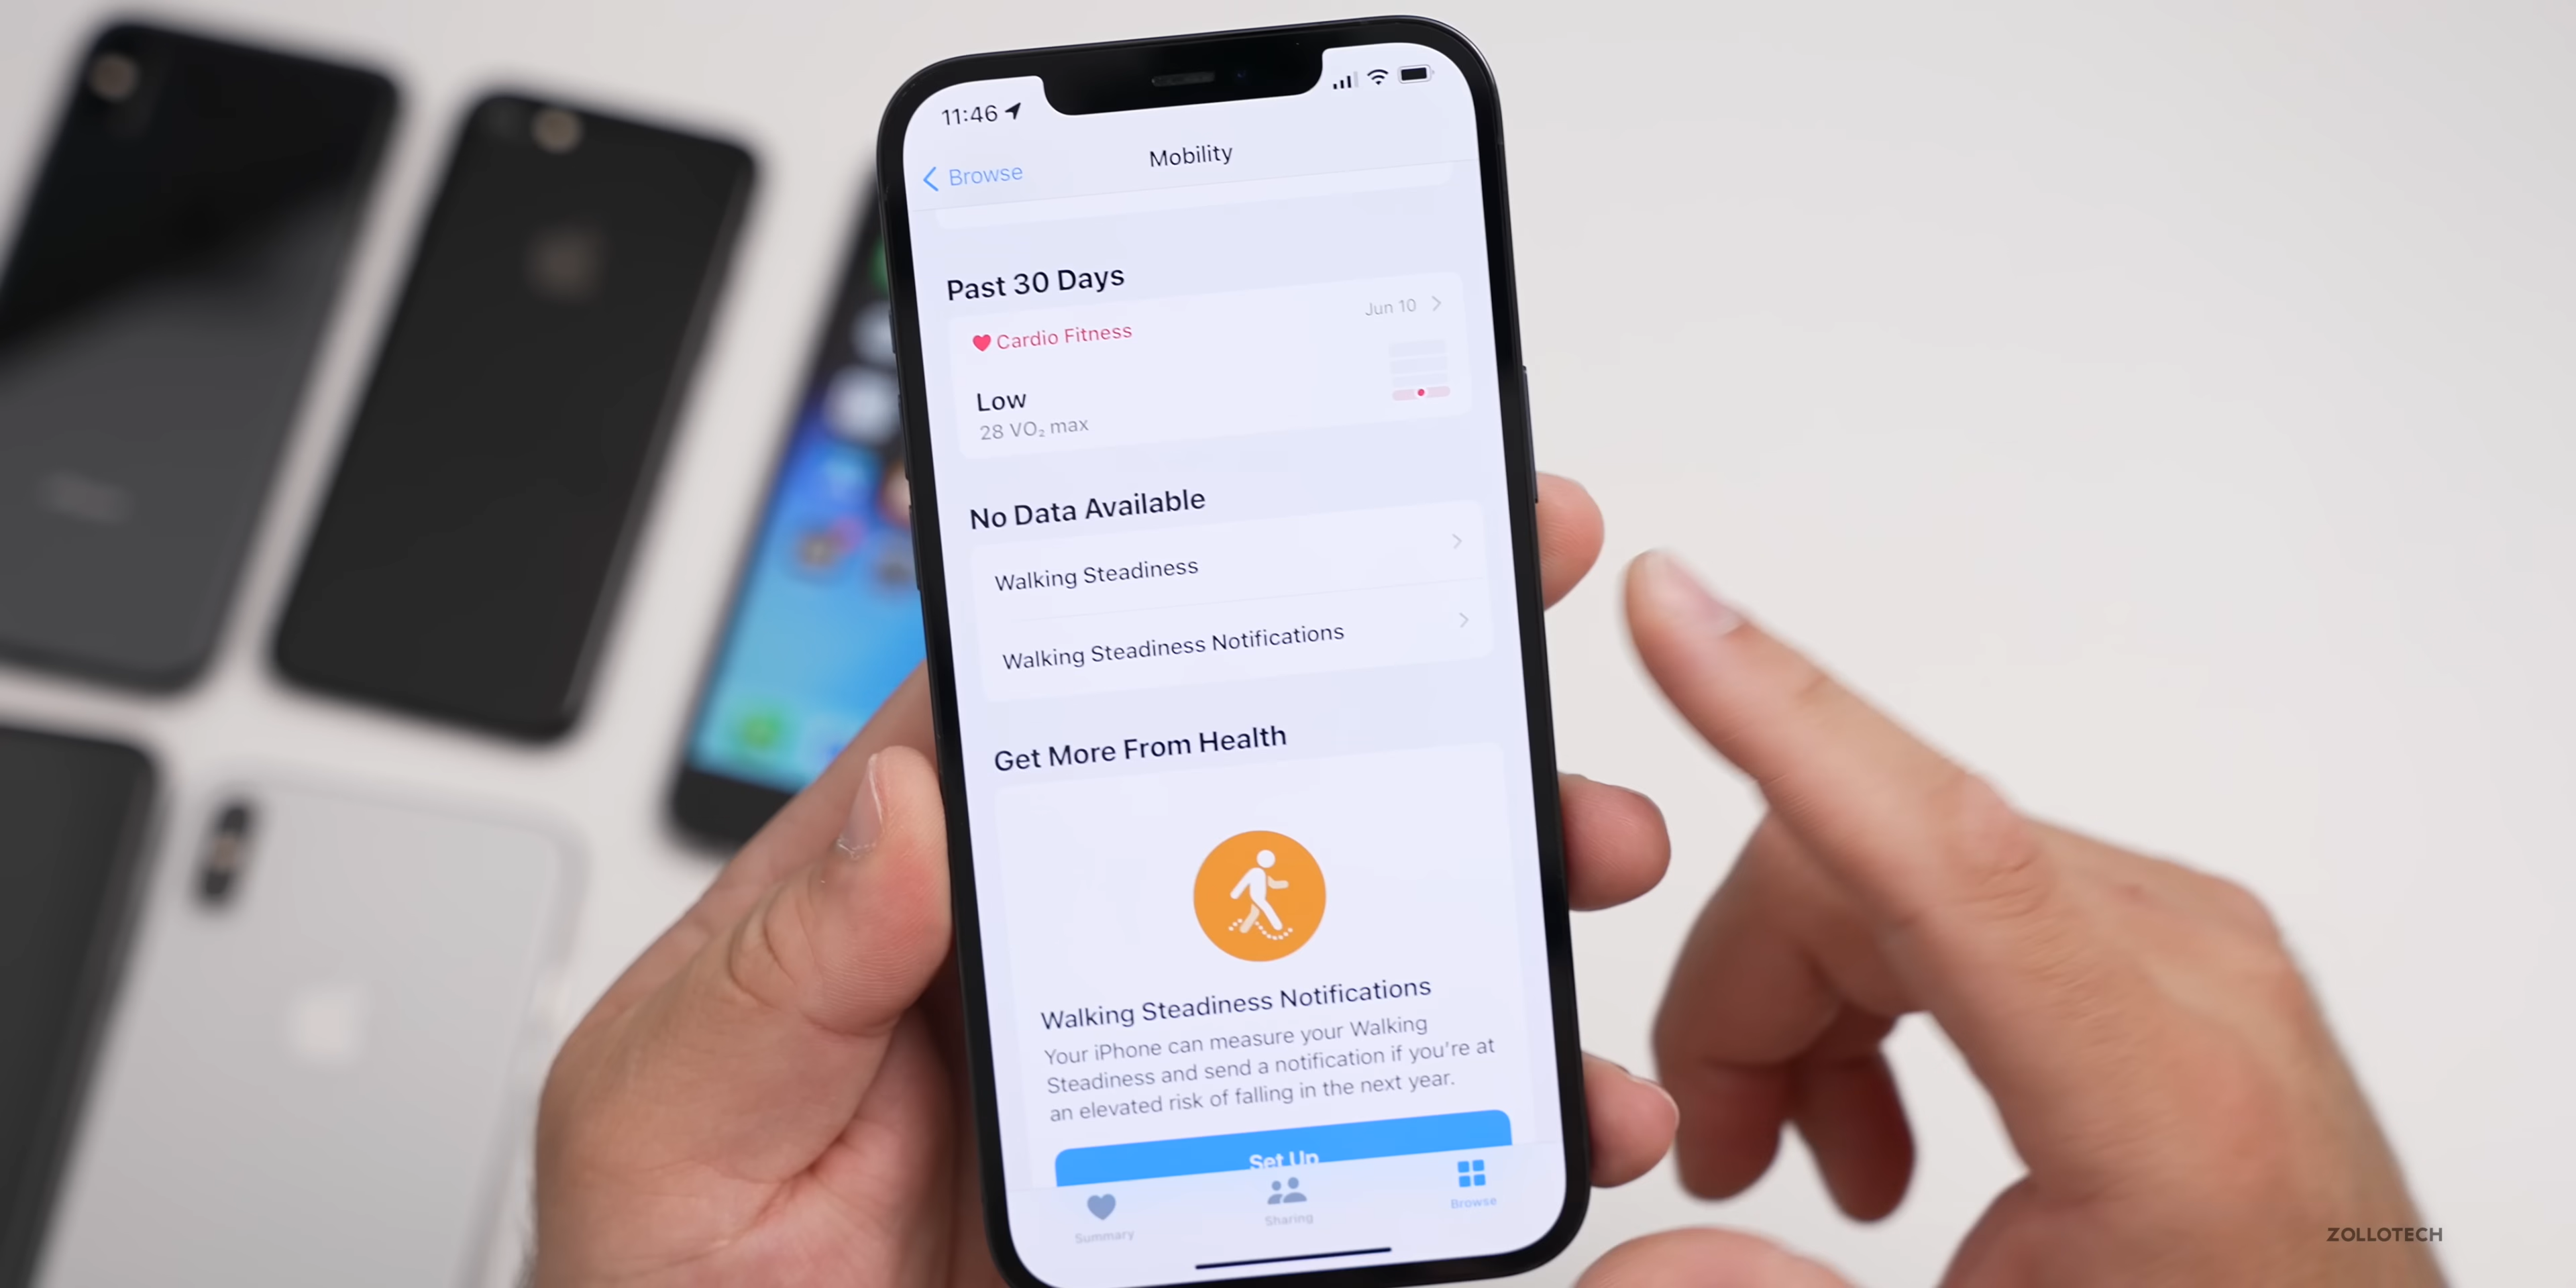 11:46
Browse
Mobility
Past 30 Days
Cardio Fitness
Jun 10
Low
28 VO₂ max
No Data Available
Walking Steadiness
Walking Steadiness Notifications
Get More From Health
Walking Steadiness Notifications
Your iPhone can measure your Walking
Steadiness and send a notification if you're at
an elevated risk of falling in the next year.
Set Up
Summary
Sharing
Browse
ZOLLOTECH